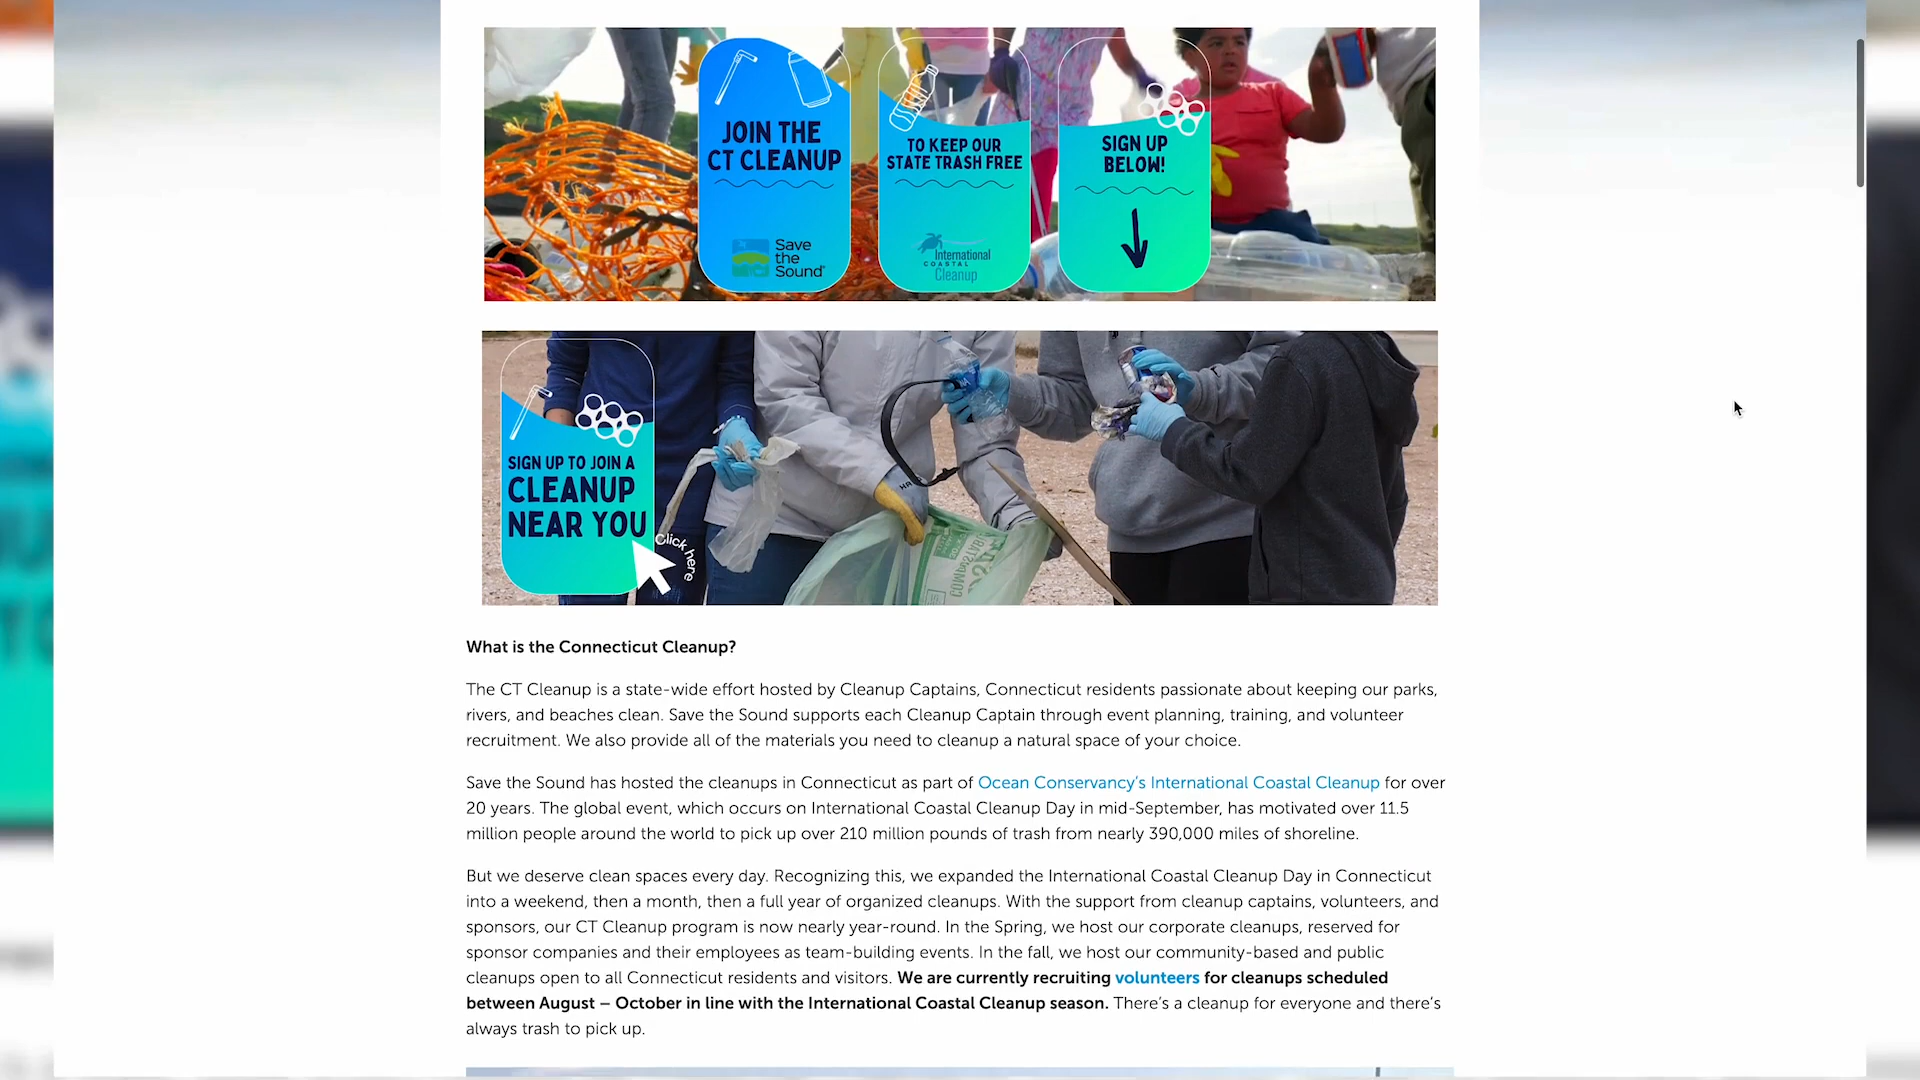 JOIN THE
CT CLEANUP
Save
the
Sound®
TO KEEP OUR
STATE TRASH FREE
International
COASTAL
Cleanup
SIGN UP
BELOW!
SIGN UP TO JOIN A
CLEANUP
NEAR YOU
Click here
What is the Connecticut Cleanup?
The CT Cleanup is a state-wide effort hosted by Cleanup Captains, Connecticut residents passionate about keeping our parks,
rivers, and beaches clean. Save the Sound supports each Cleanup Captain through event planning, training, and volunteer
recruitment. We also provide all of the materials you need to cleanup a natural space of your choice.
Save the Sound has hosted the cleanups in Connecticut as part of Ocean Conservancy’s International Coastal Cleanup for over
20 years. The global event, which occurs on International Coastal Cleanup Day in mid-September, has motivated over 11.5
million people around the world to pick up over 210 million pounds of trash from nearly 390,000 miles of shoreline.
But we deserve clean spaces every day. Recognizing this, we expanded the International Coastal Cleanup Day in Connecticut
into a weekend, then a month, then a full year of organized cleanups. With the support from cleanup captains, volunteers, and
sponsors, our CT Cleanup program is now nearly year-round. In the Spring, we host our corporate cleanups, reserved for
sponsor companies and their employees as team-building events. In the fall, we host our community-based and public
cleanups open to all Connecticut residents and visitors. We are currently recruiting volunteers for cleanups scheduled
between August – October in line with the International Coastal Cleanup season. There’s a cleanup for everyone and there’s
always trash to pick up.